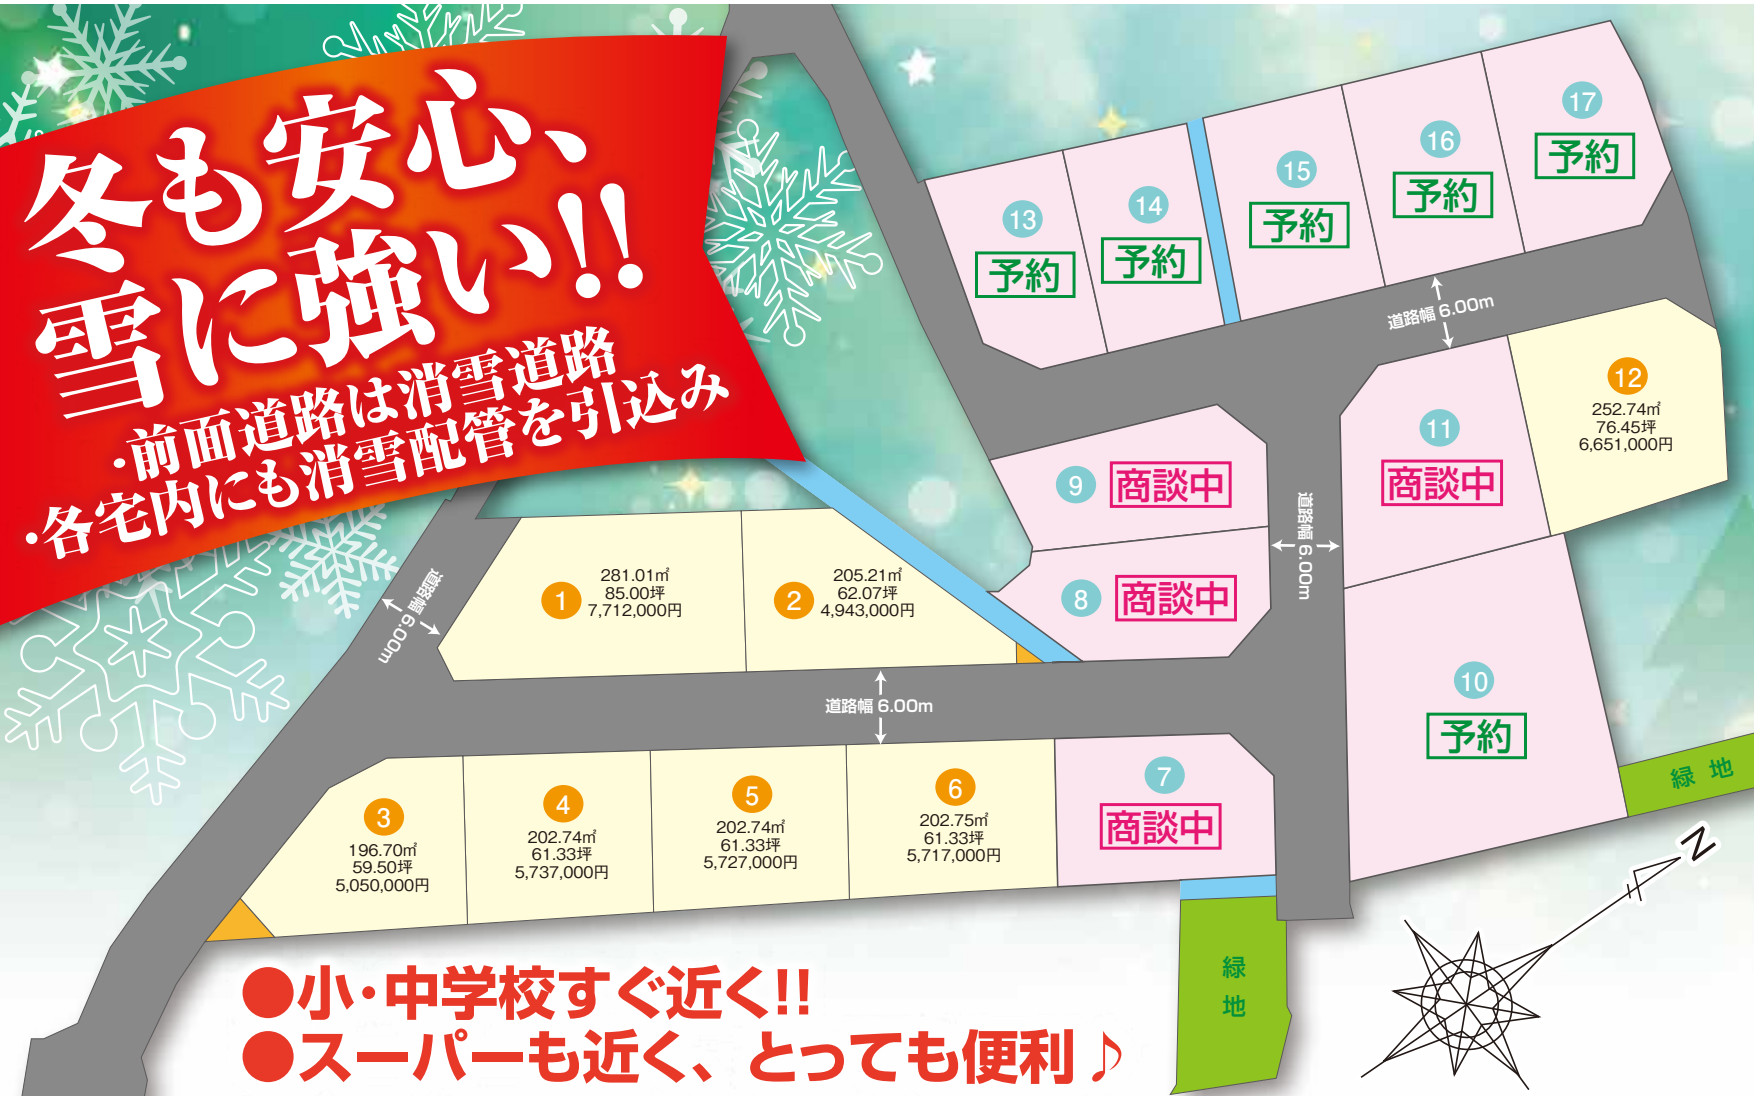 冬も安心、
雪に強い!!
・前面道路は消雪道路
・各宅内にも消雪配管を引込み
13
予約
14
予約
15
予約
16
予約
17
予約
道路幅 6.00m
12
252.74㎡
76.45坪
6,651,000円
11
商談中
9
商談中
8
商談中
道路幅 6.00m
10
予約
緑地
道路幅 6.00m
1
281.01㎡
85.00坪
7,712,000円
2
205.21㎡
62.07坪
4,943,000円
道路幅 6.00m
3
196.70㎡
59.50坪
5,050,000円
4
202.74㎡
61.33坪
5,737,000円
5
202.74㎡
61.33坪
5,727,000円
6
202.75㎡
61.33坪
5,717,000円
7
商談中
緑
地
N
●小・中学校すぐ近く!!
●スーパーも近く、とっても便利♪